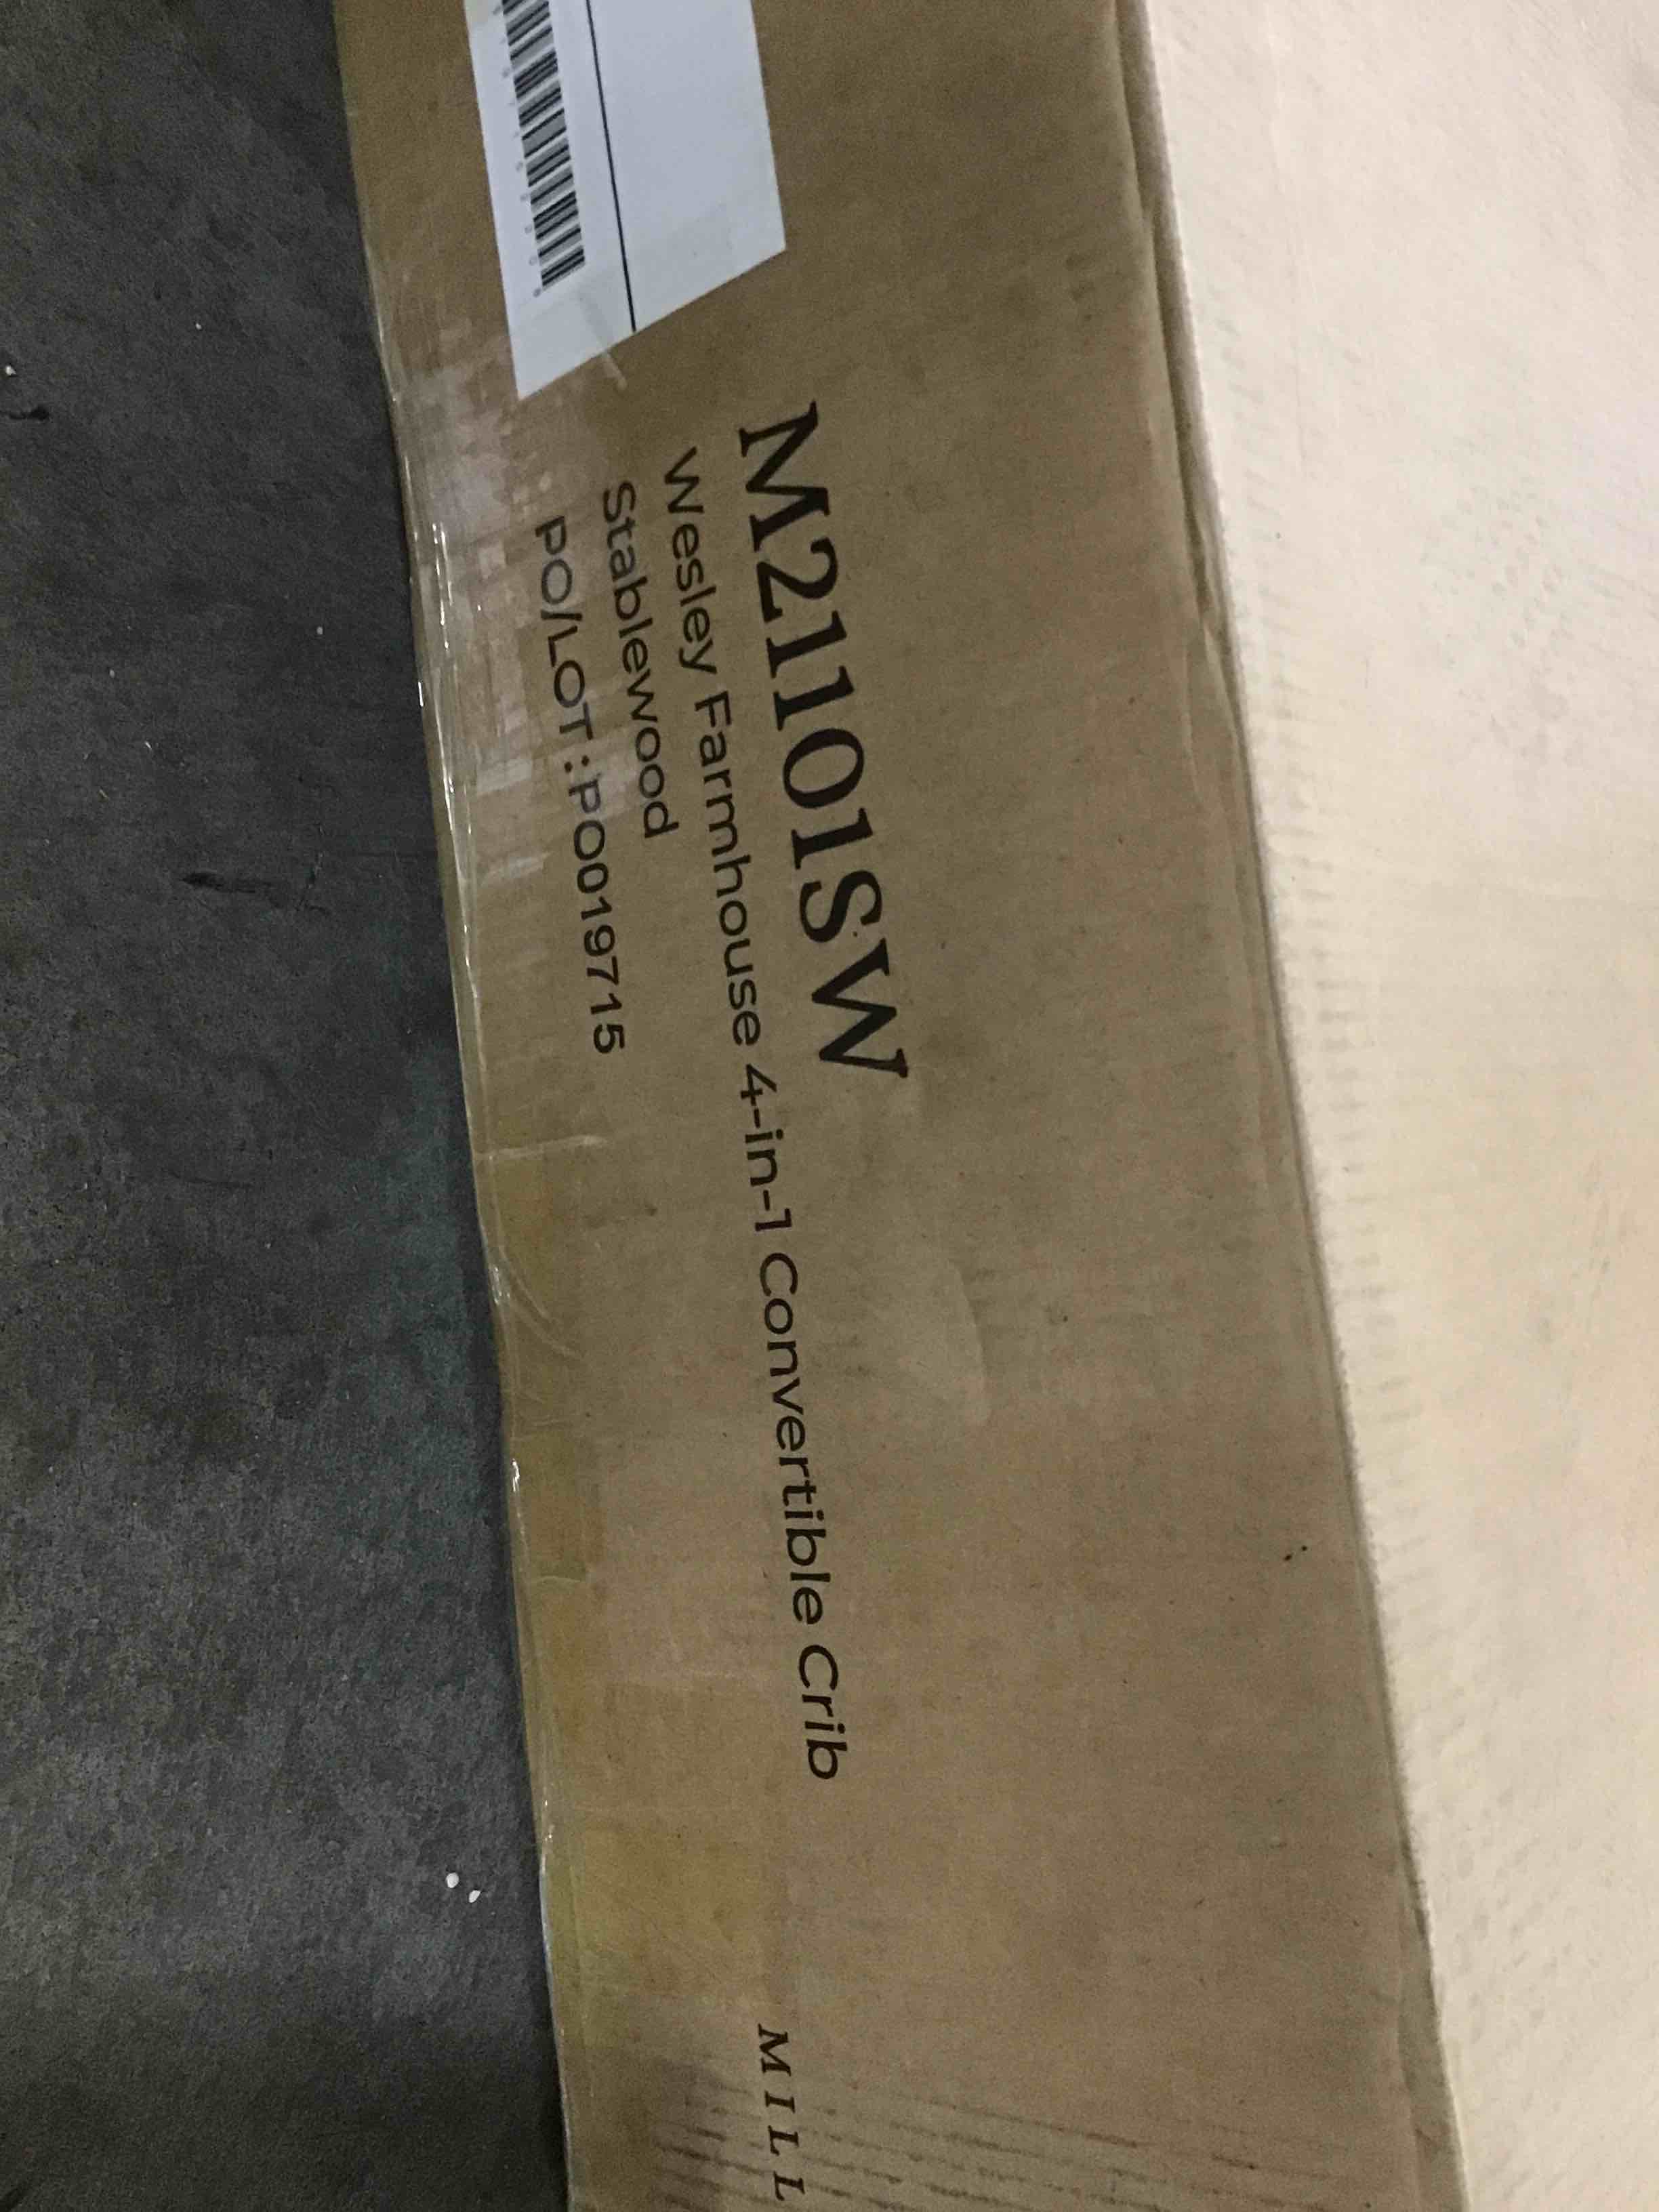 M21101SW
Wesley Farmhouse 4-in-1 Convertible Crib
Stablewood
PO/LOT:PO019715
MILL